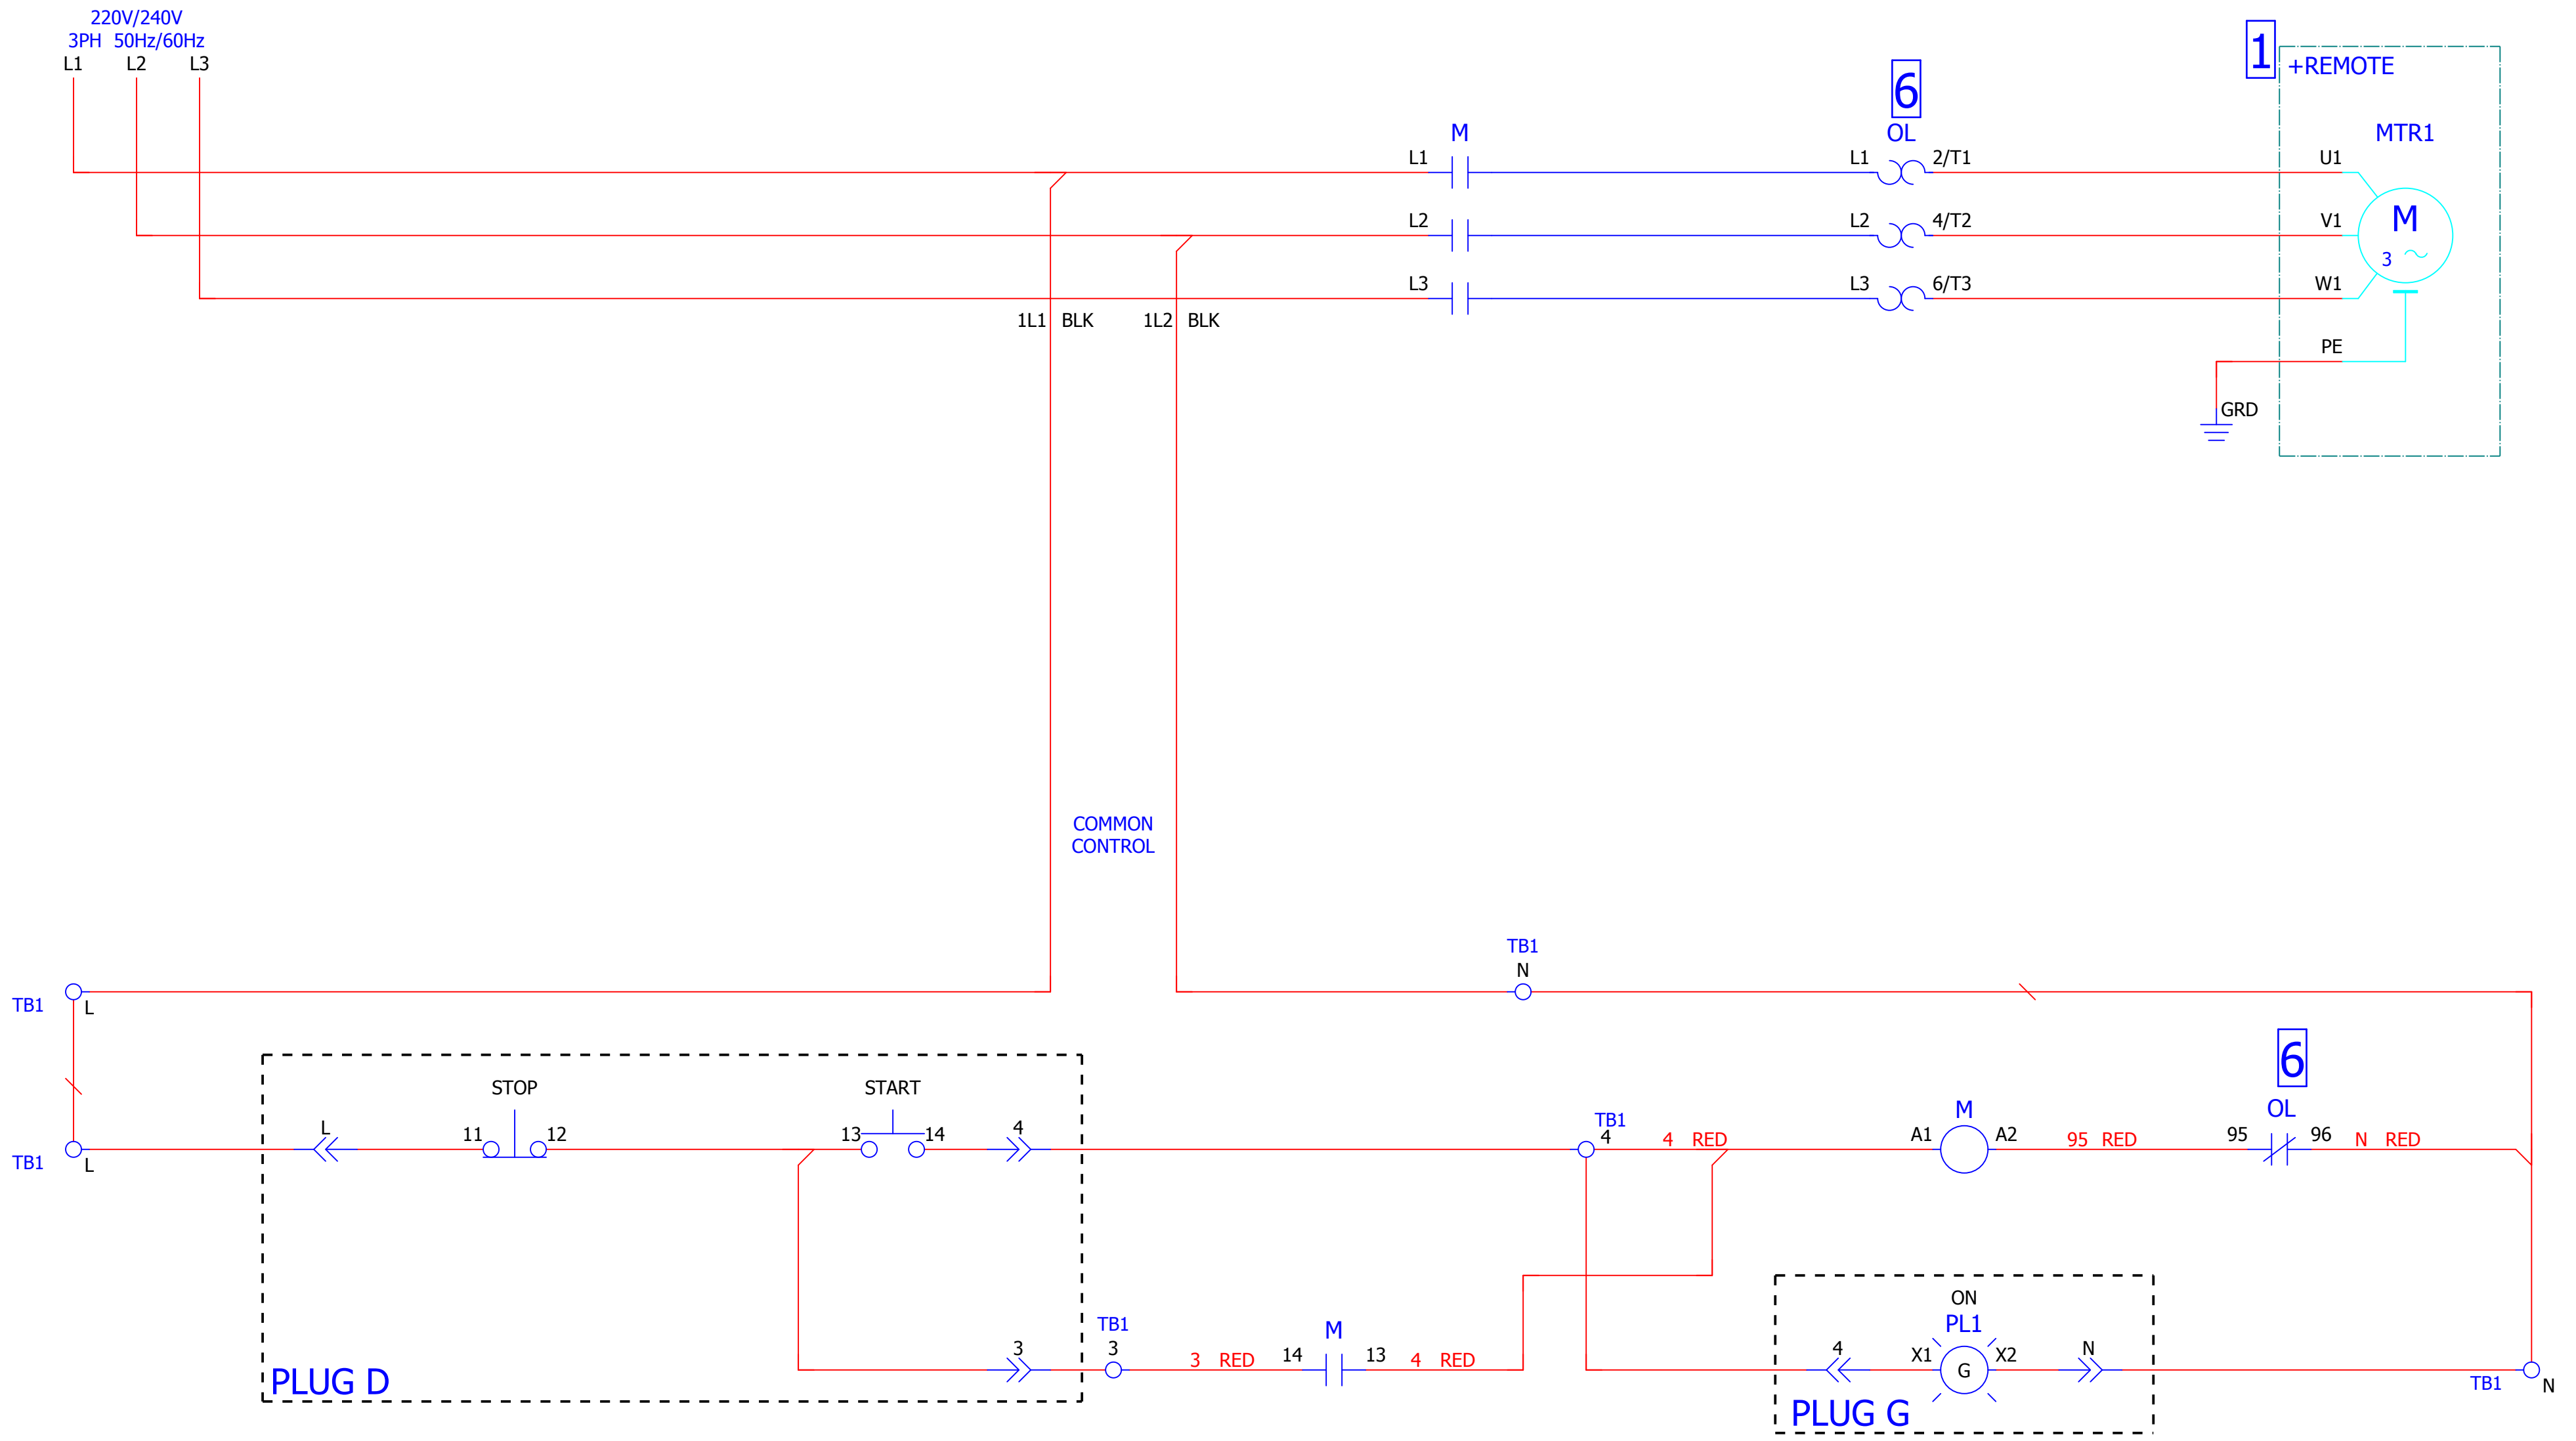 220V/240V
3PH 50Hz/60Hz
L1 L2 L3
1
+REMOTE
6
M
OL
MTR1
L1
L1
2/T1
U1
L2
L2
4/T2
V1
M
3
L3
L3
6/T3
W1
1L1 BLK
1L2 BLK
PE
GRD
COMMON
CONTROL
TB1
N
TB1
L
6
STOP
START
TB1
M
OL
L
11
12
13
14
4
4
4 RED
A1
A2
95 RED
95
96
N RED
TB1
L
ON
TB1
M
PL1
3
3
3 RED
14
13
4 RED
4
X1
G
X2
N
TB1
N
PLUG D
PLUG G